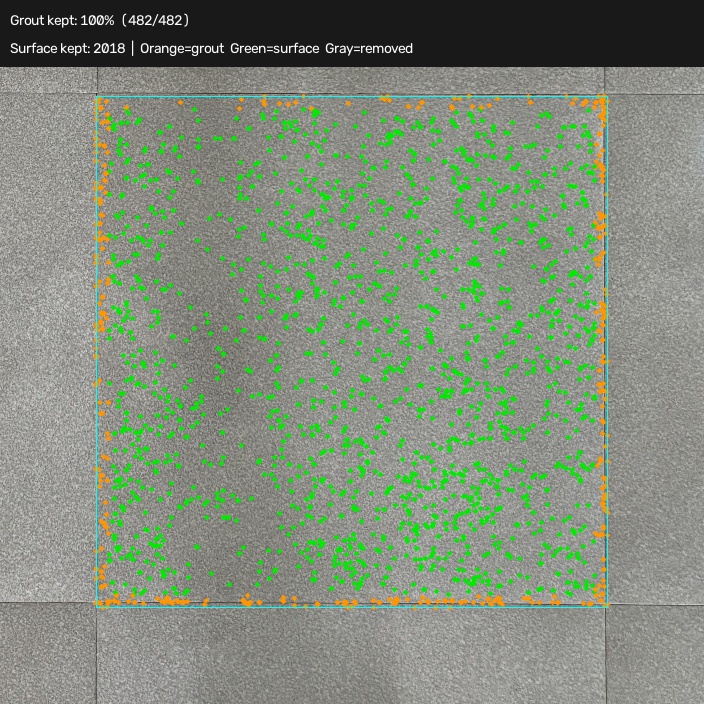 Grout kept: 100%  (482/482)
Surface kept: 2018 | Orange=grout  Green=surface  Gray=removed